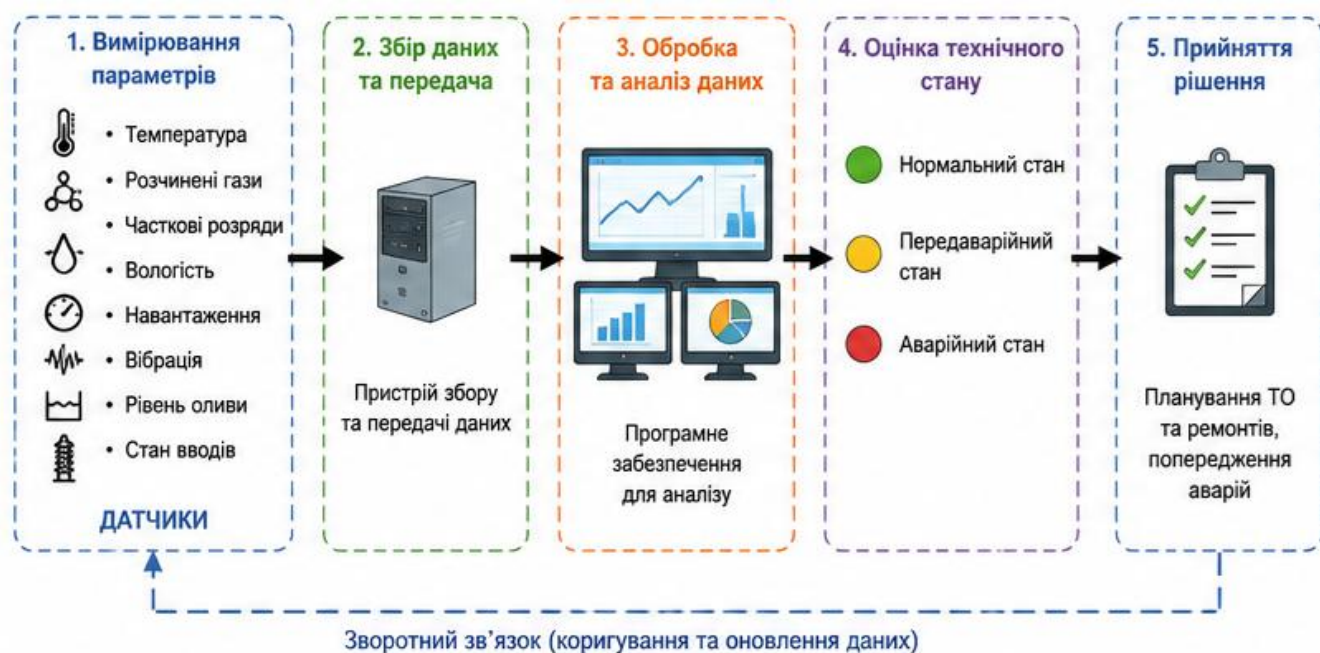 1. Вимірювання
параметрів
• Температура
• Розчинені гази
• Часткові розряди
• Вологість
• Навантаження
• Вібрація
• Рівень оливи
• Стан вводів
ДАТЧИКИ
2. Збір даних
та передача
Пристрій збору
та передачі даних
3. Обробка
та аналіз даних
Програмне
забезпечення
для аналізу
4. Оцінка технічного
стану
Нормальний стан
Передаварійний
стан
Аварійний стан
5. Прийняття
рішення
Планування ТО
та ремонтів,
попередження
аварій
Зворотний зв’язок (коригування та оновлення даних)